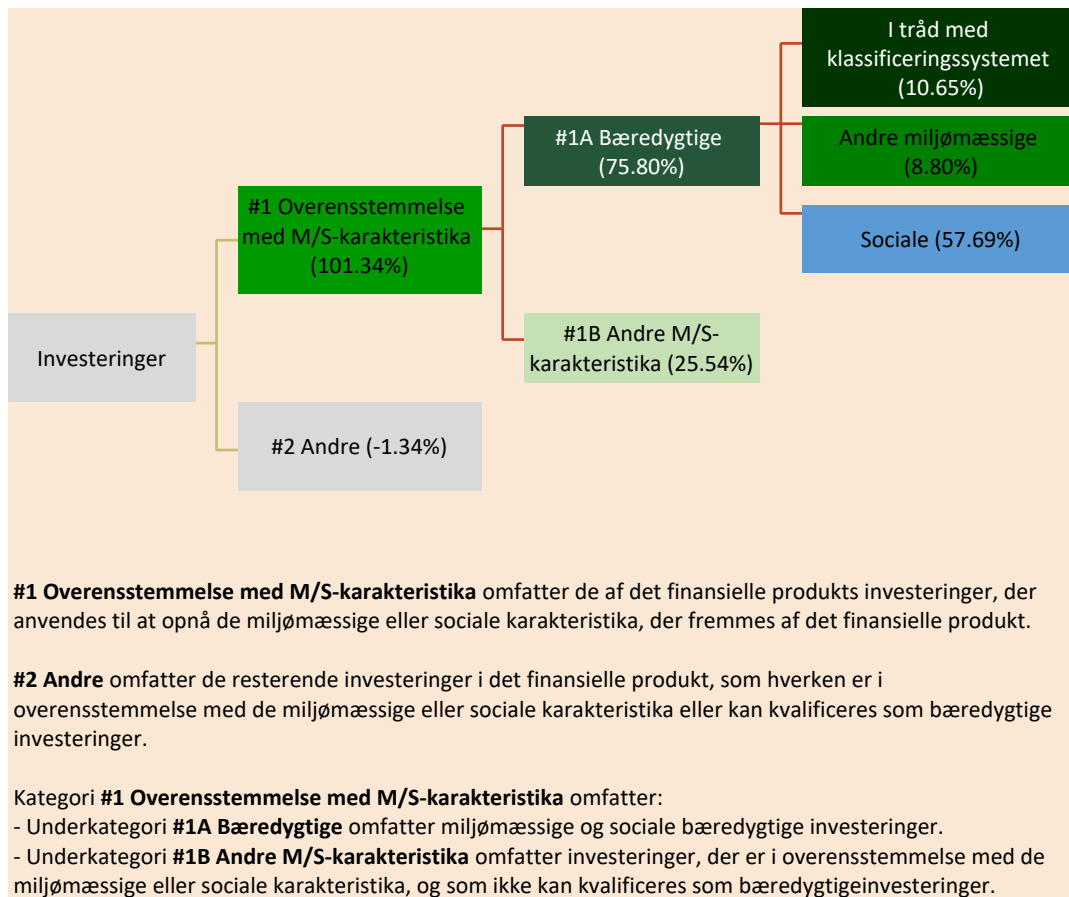 I tråd med
klassificeringssystemet
(10.65%)
#1A Bæredygtige
(75.80%)
Andre miljømæssige
(8.80%)
#1 Overensstemmelse
med M/S-karakteristika
(101.34%)
Sociale (57.69%)
Investeringer
#1B Andre M/S-
karakteristika (25.54%)
#2 Andre (-1.34%)
#1 Overensstemmelse med M/S-karakteristika omfatter de af det finansielle produkts investeringer, der
anvendes til at opnå de miljømæssige eller sociale karakteristika, der fremmes af det finansielle produkt.
#2 Andre omfatter de resterende investeringer i det finansielle produkt, som hverken er i
overensstemmelse med de miljømæssige eller sociale karakteristika eller kan kvalificeres som bæredygtige
investeringer.
Kategori #1 Overensstemmelse med M/S-karakteristika omfatter:
- Underkategori #1A Bæredygtige omfatter miljømæssige og sociale bæredygtige investeringer.
- Underkategori #1B Andre M/S-karakteristika omfatter investeringer, der er i overensstemmelse med de
miljømæssige eller sociale karakteristika, og som ikke kan kvalificeres som bæredygtigeinvesteringer.